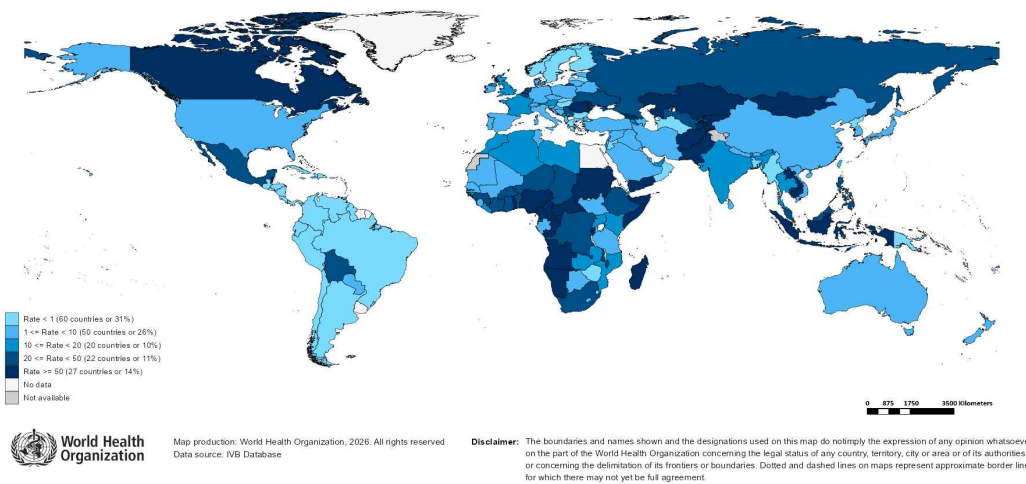 Rate < 1 (60 countries or 31%)
1 <= Rate < 10 (50 countries or 26%)
10 <= Rate < 20 (20 countries or 10%)
20 <= Rate < 50 (22 countries or 11%)
Rate >= 50 (27 countries or 14%)
No data
Not available
0 875 1750 3500 Kilometers
World Health
Organization
Map production: World Health Organization, 2026. All rights reserved
Data source: IVB Database
Disclaimer: The boundaries and names shown and the designations used on this map do notimply the expression of any opinion whatsoeve
on the part of the World Health Organization concerning the legal status of any country, territory, city or area or of its authorities
or concerning the delimitation of its frontiers or boundaries. Dotted and dashed lines on maps represent approximate border line
for which there may not yet be full agreement.